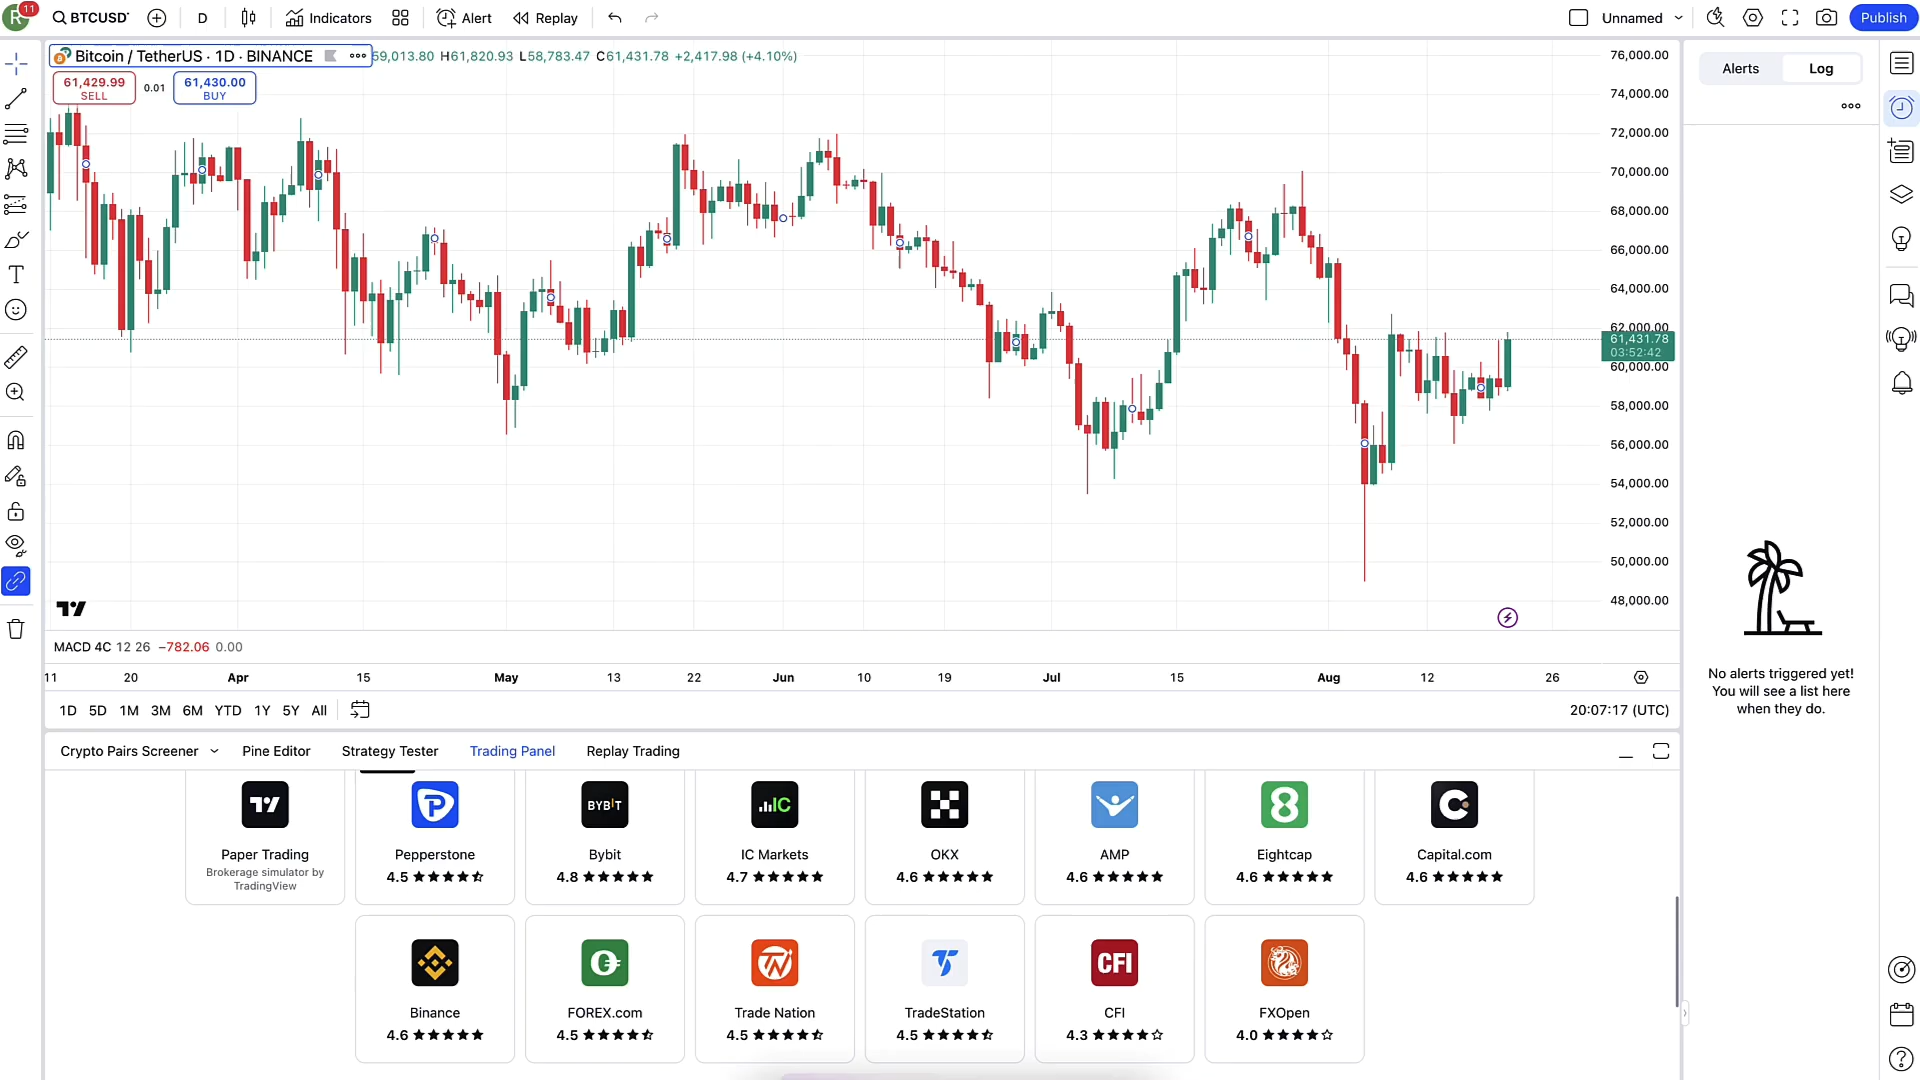 R 11 BTCUSDT D Indicators Alert Replay Unnamed Publish
Bitcoin / TetherUS · 1D · BINANCE 59,013.80 H61,820.93 L58,783.47 C61,431.78 +2,417.98 (+4.10%)
61,429.99 SELL
0.01
61,430.00 BUY
76,000.00
74,000.00
72,000.00
70,000.00
68,000.00
66,000.00
64,000.00
62,000.00
61,431.78
03:52:42
60,000.00
58,000.00
56,000.00
54,000.00
52,000.00
50,000.00
48,000.00
MACD 4C 12 26 −782.06 0.00
11 20 Apr 15 May 13 22 Jun 10 19 Jul 15 Aug 12 26
1D 5D 1M 3M 6M YTD 1Y 5Y All 20:07:17 (UTC)
Alerts Log
No alerts triggered yet!
You will see a list here
when they do.
Crypto Pairs Screener Pine Editor Strategy Tester Trading Panel Replay Trading
BYBIT IC
Paper Trading Pepperstone Bybit IC Markets OKX AMP Eightcap Capital.com
Brokerage simulator by
TradingView
4.5 4.8 4.7 4.6 4.6 4.6 4.6
CFI
Binance FOREX.com Trade Nation TradeStation CFI FXOpen
4.6 4.5 4.5 4.5 4.3 4.0